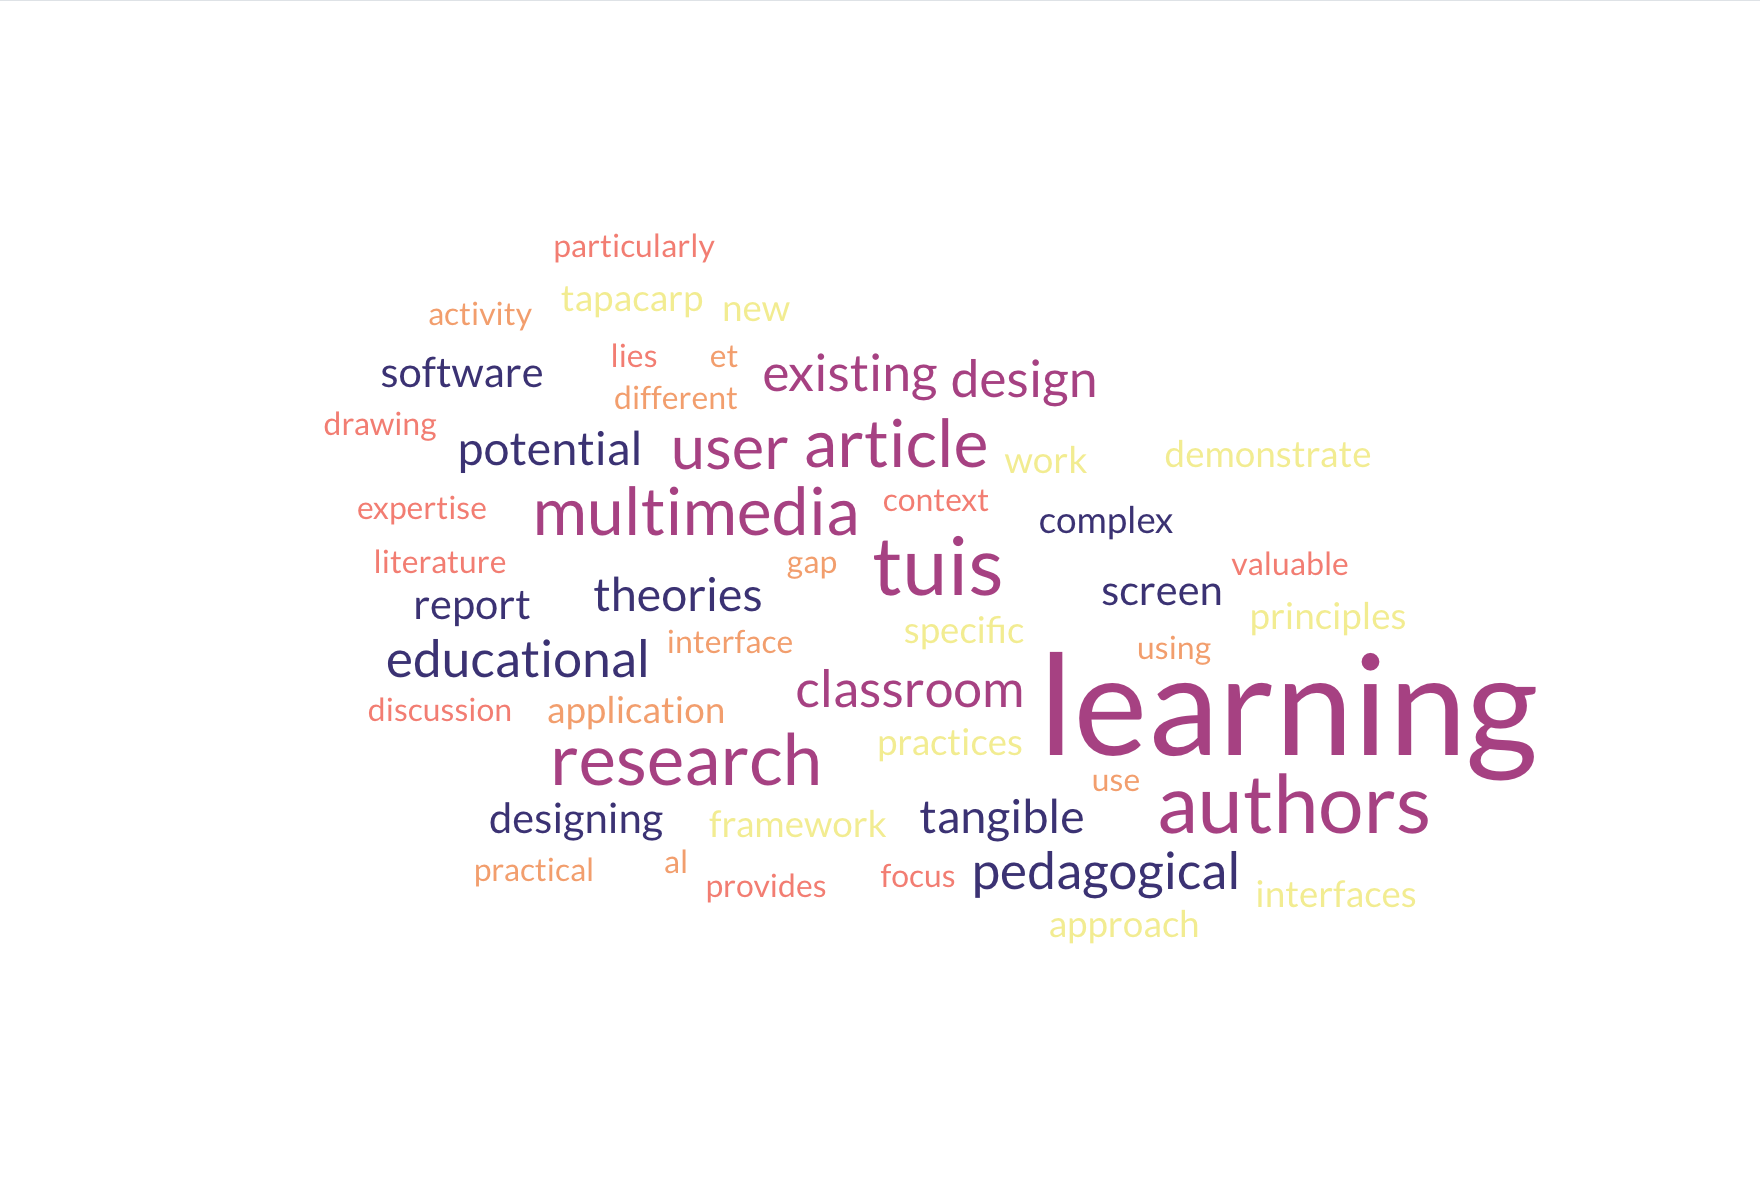 particularly
activity tapacarp new
software lies et existing design
different
drawing potential user article work demonstrate
expertise multimedia context complex
literature gap tuis valuable
report theories screen principles
educational interface specific using
discussion application classroom learning
research practices
use authors
designing framework tangible
practical al provides focus pedagogical interfaces
approach